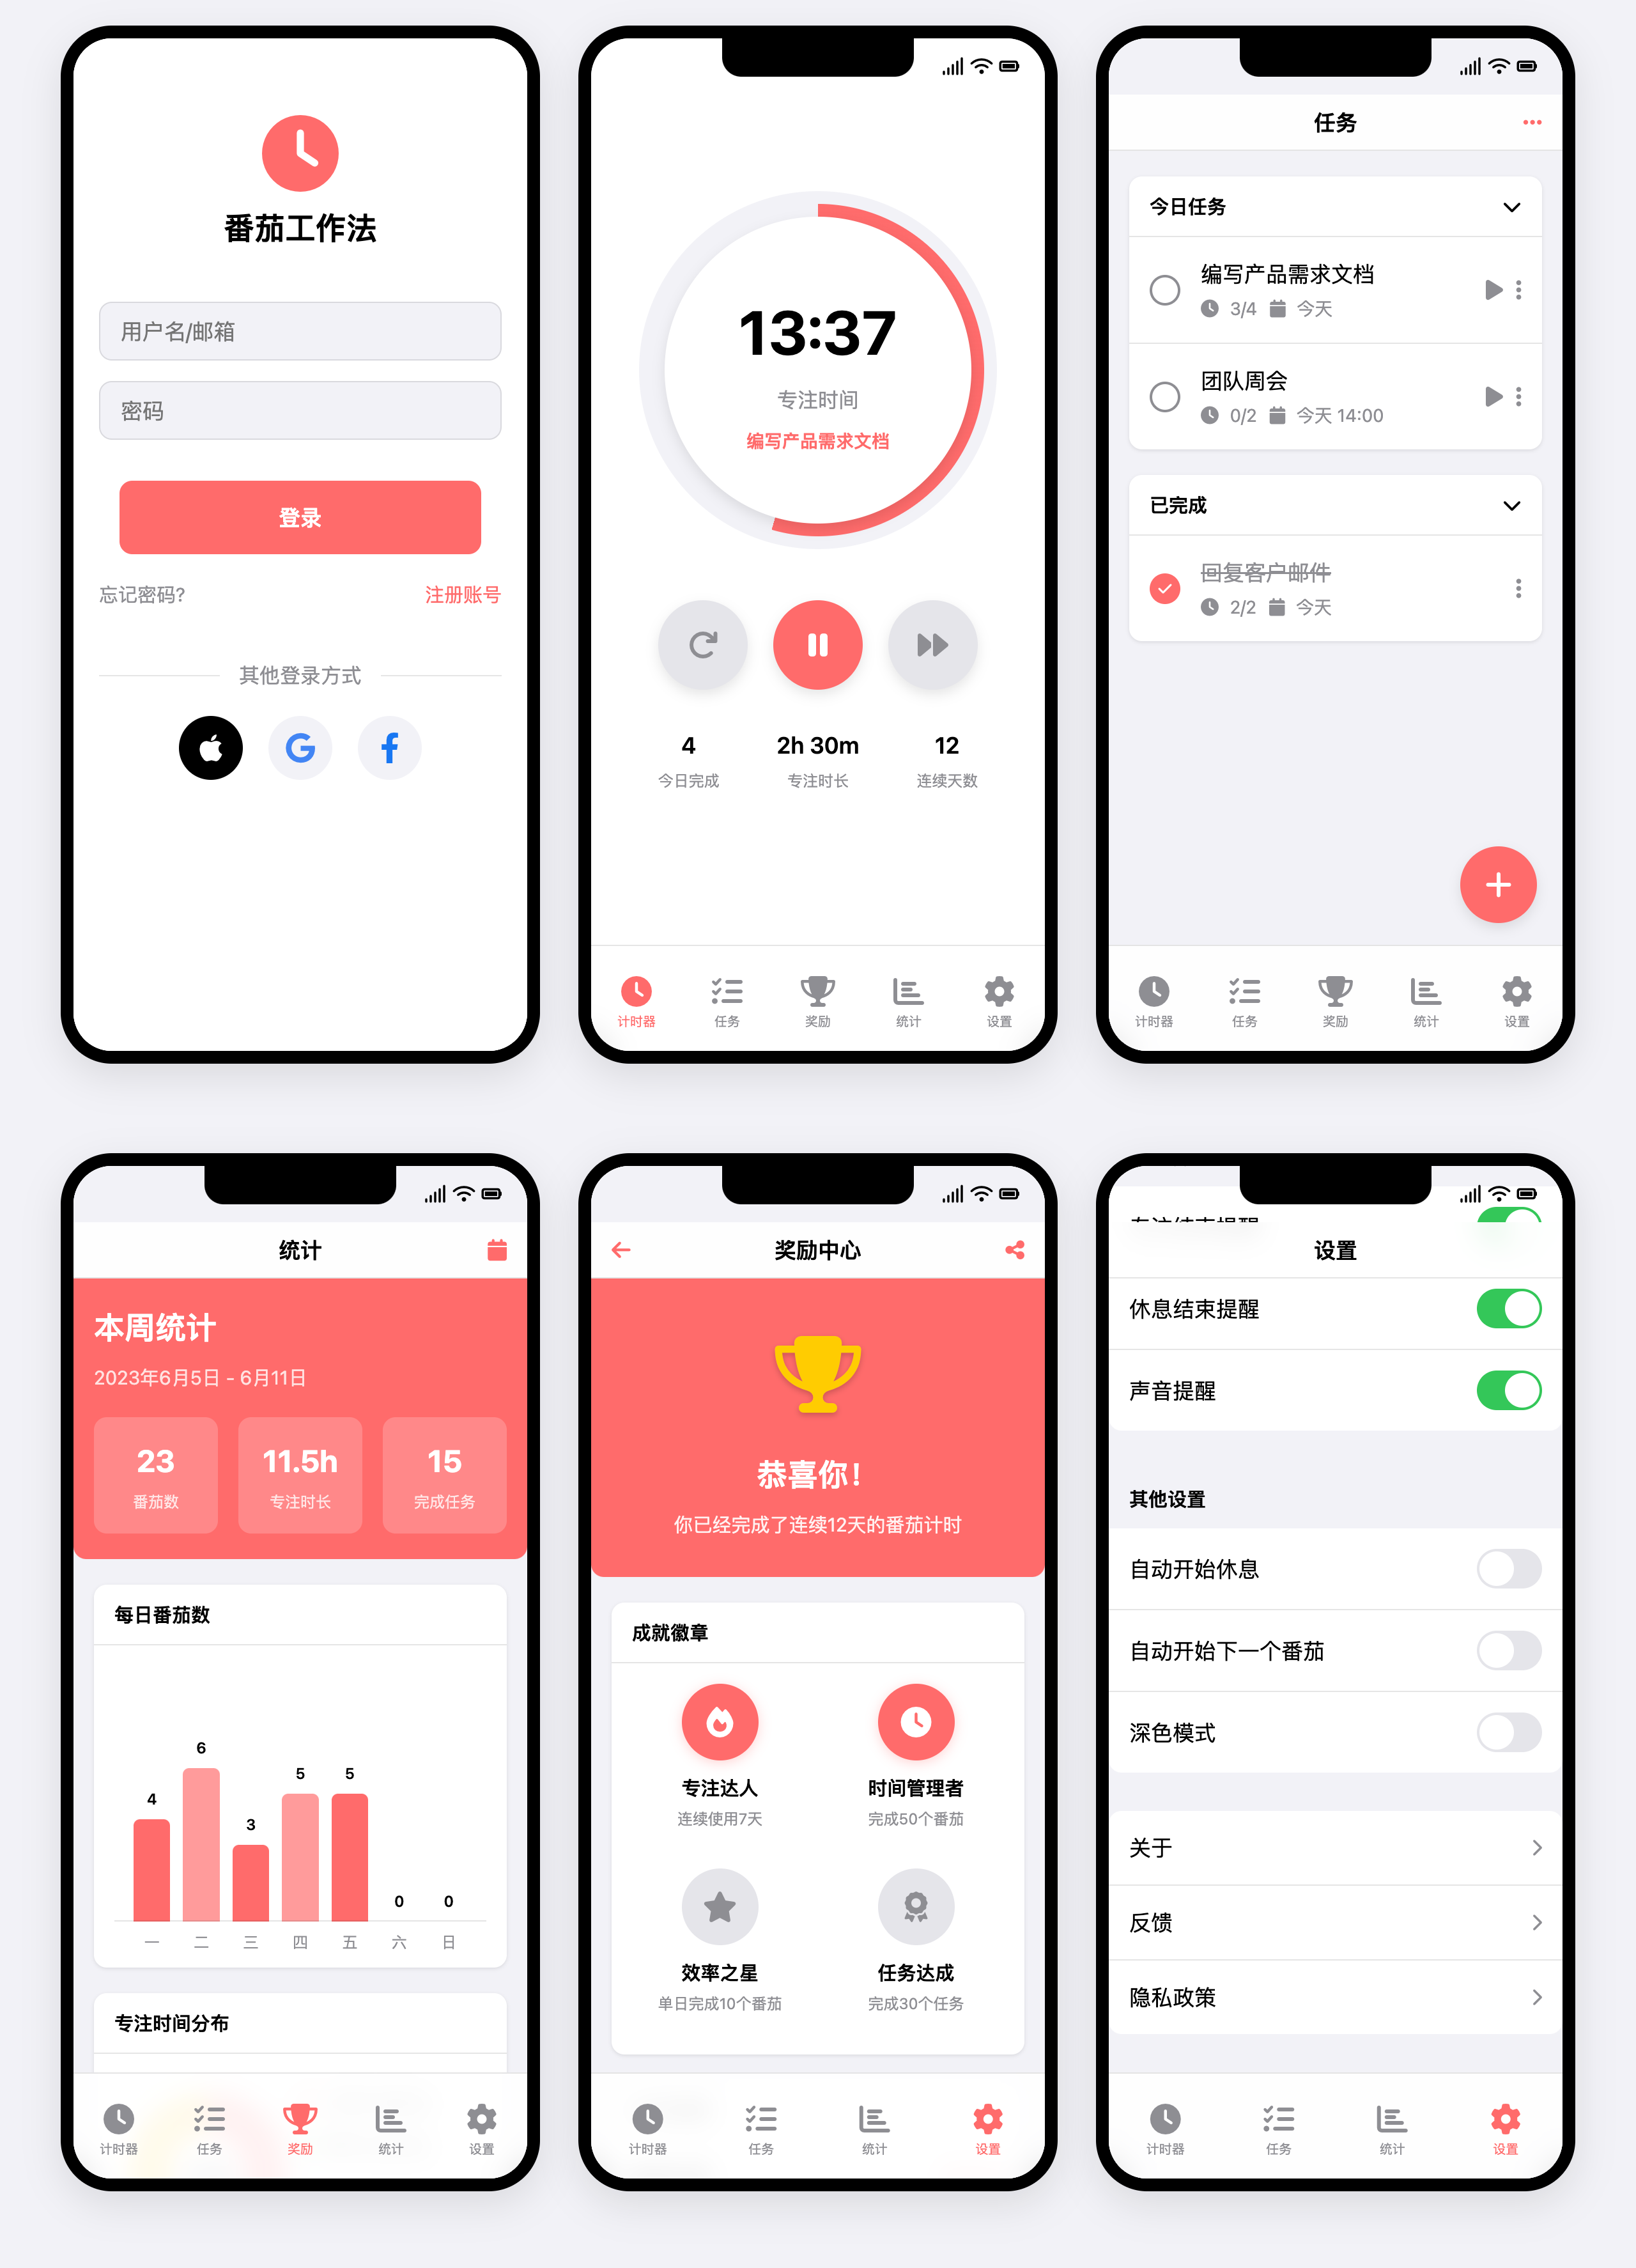 番茄工作法
用户名/邮箱
密码
登录
忘记密码?
注册账号
其他登录方式
13:37
专注时间
编写产品需求文档
4
2h 30m
12
今日完成
专注时长
连续天数
计时器
任务
奖励
统计
设置
任务
今日任务
编写产品需求文档
3/4
今天
团队周会
0/2
今天 14:00
已完成
回复客户邮件
2/2
今天
计时器
任务
奖励
统计
设置
统计
本周统计
2023年6月5日 - 6月11日
23
11.5h
15
番茄数
专注时长
完成任务
每日番茄数
4
6
3
5
5
0
0
一
二
三
四
五
六
日
专注时间分布
计时器
任务
奖励
统计
设置
奖励中心
恭喜你！
你已经完成了连续12天的番茄计时
成就徽章
专注达人
时间管理者
连续使用7天
完成50个番茄
效率之星
任务达成
单日完成10个番茄
完成30个任务
计时器
任务
统计
设置
设置
休息结束提醒
声音提醒
其他设置
自动开始休息
自动开始下一个番茄
深色模式
关于
反馈
隐私政策
计时器
任务
统计
设置